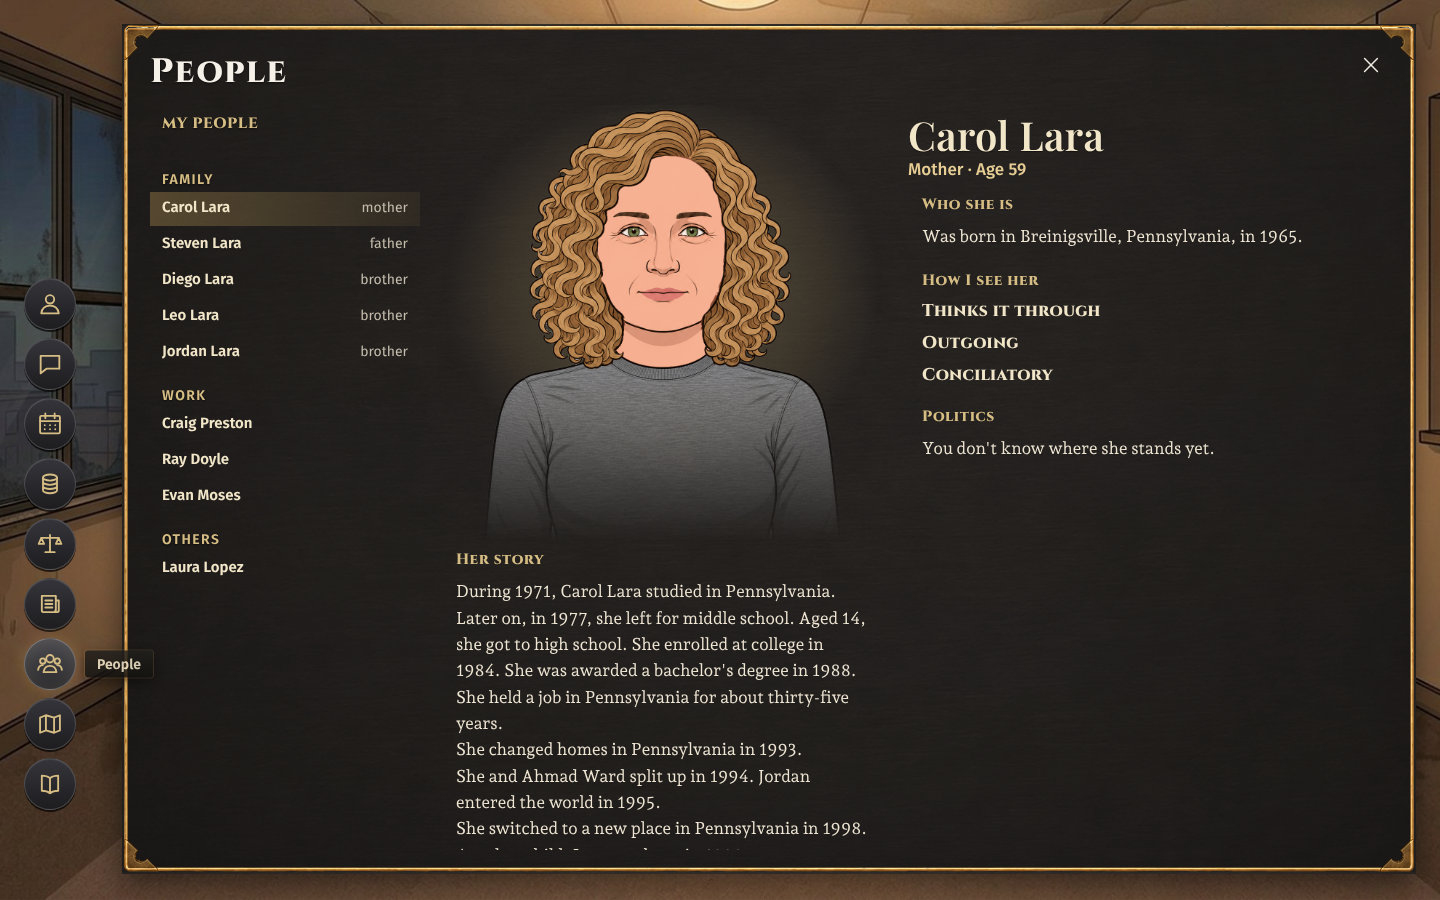 People
MY PEOPLE
FAMILY
Carol Lara mother
Steven Lara father
Diego Lara brother
Leo Lara brother
Jordan Lara brother
WORK
Craig Preston
Ray Doyle
Evan Moses
OTHERS
Laura Lopez
People
Her story
During 1971, Carol Lara studied in Pennsylvania.
Later on, in 1977, she left for middle school. Aged 14,
she got to high school. She enrolled at college in
1984. She was awarded a bachelor's degree in 1988.
She held a job in Pennsylvania for about thirty-five
years.
She changed homes in Pennsylvania in 1993.
She and Ahmad Ward split up in 1994. Jordan
entered the world in 1995.
She switched to a new place in Pennsylvania in 1998.
Carol Lara
Mother · Age 59
Who she is
Was born in Breinigsville, Pennsylvania, in 1965.
How I see her
Thinks it through
Outgoing
Conciliatory
Politics
You don't know where she stands yet.